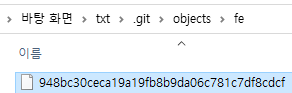 바탕 화면 > txt > .git > objects > fe
이름
948bc30ceca19a19fb8b9da06c781c7df8cdcf